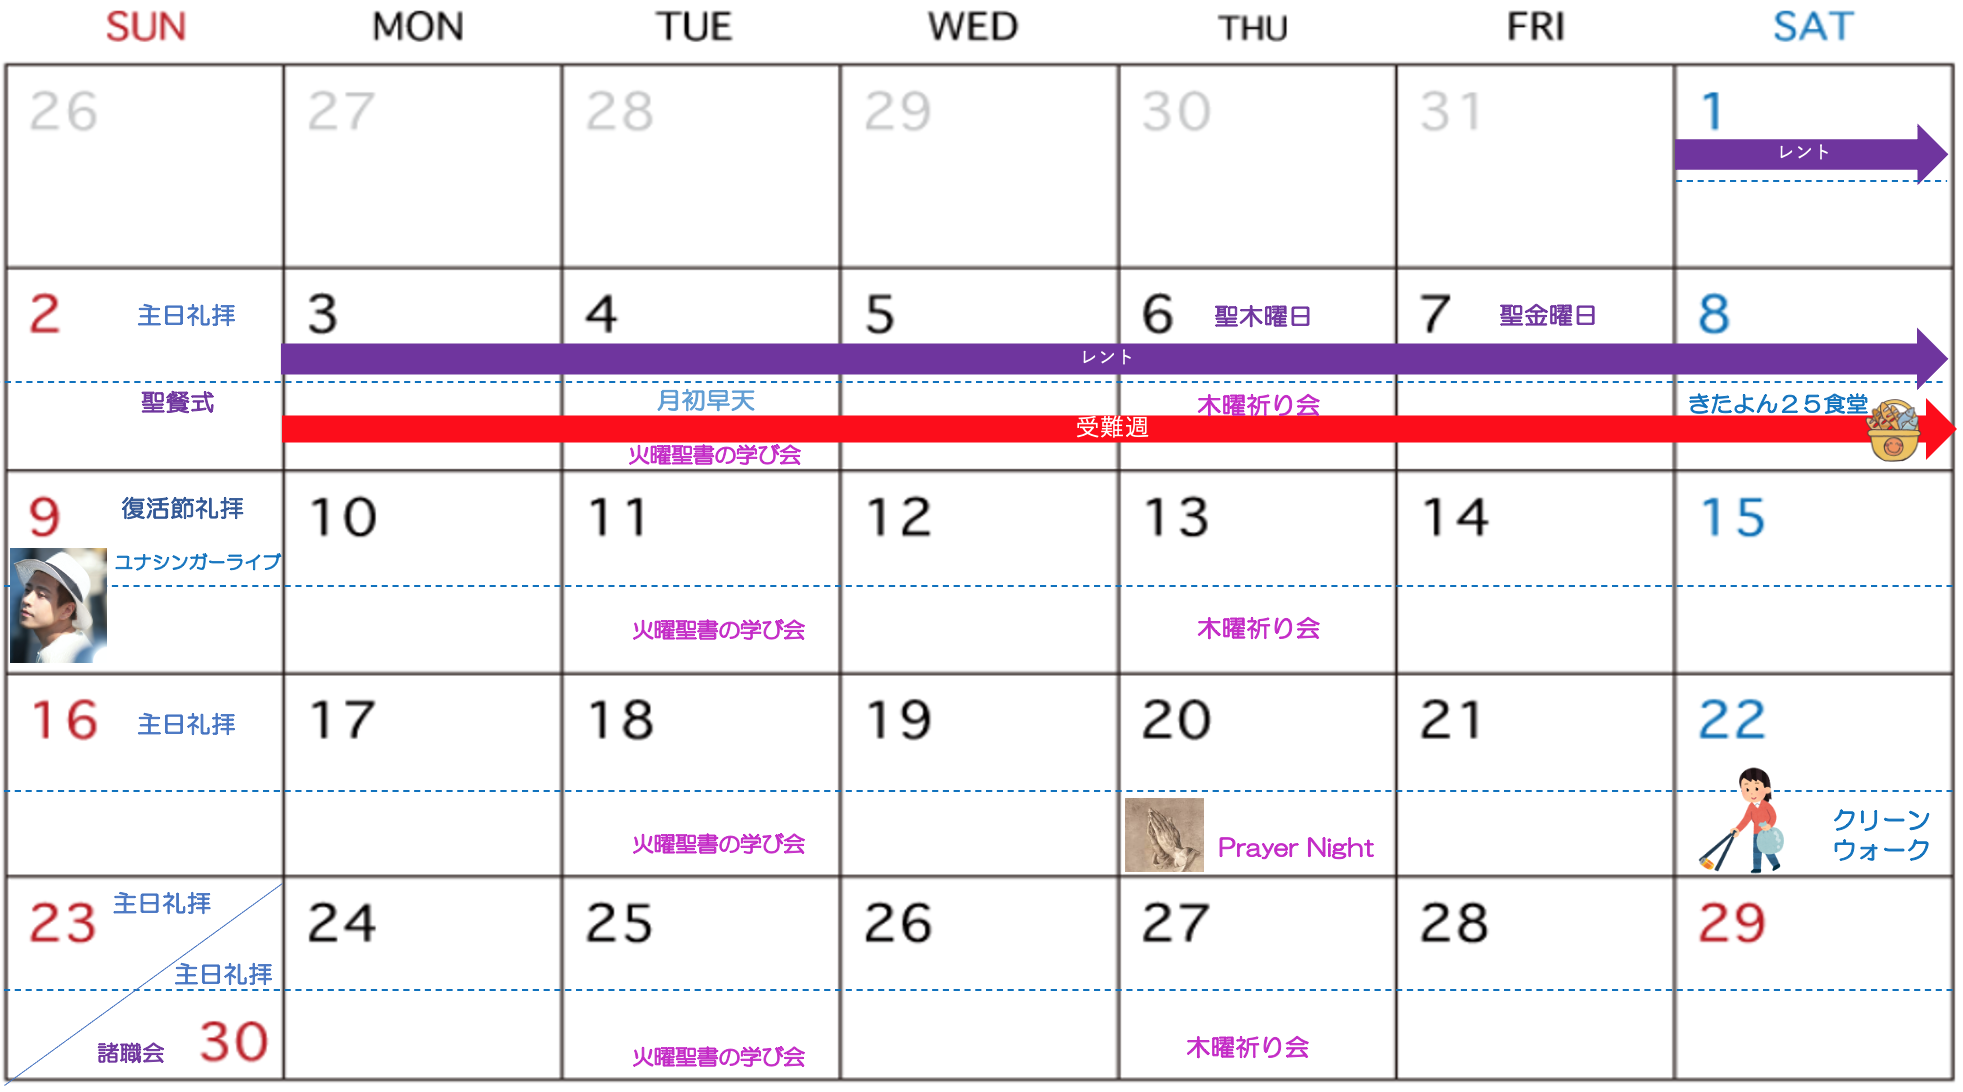 SUN MON TUE WED THU FRI SAT
26 27 28 29 30 31 1
レント
2 主日礼拝 3 4 5 6 聖木曜日 7 聖金曜日 8
レント
聖餐式 月初早天 木曜祈り会 きたよん２５食堂
受難週
火曜聖書の学び会
9 復活節礼拝 10 11 12 13 14 15
ユナシンガーライブ
火曜聖書の学び会 木曜祈り会
16 主日礼拝 17 18 19 20 21 22
火曜聖書の学び会 Prayer Night クリーン
ウォーク
23 主日礼拝 24 25 26 27 28 29
主日礼拝
諸職会 30 火曜聖書の学び会 木曜祈り会